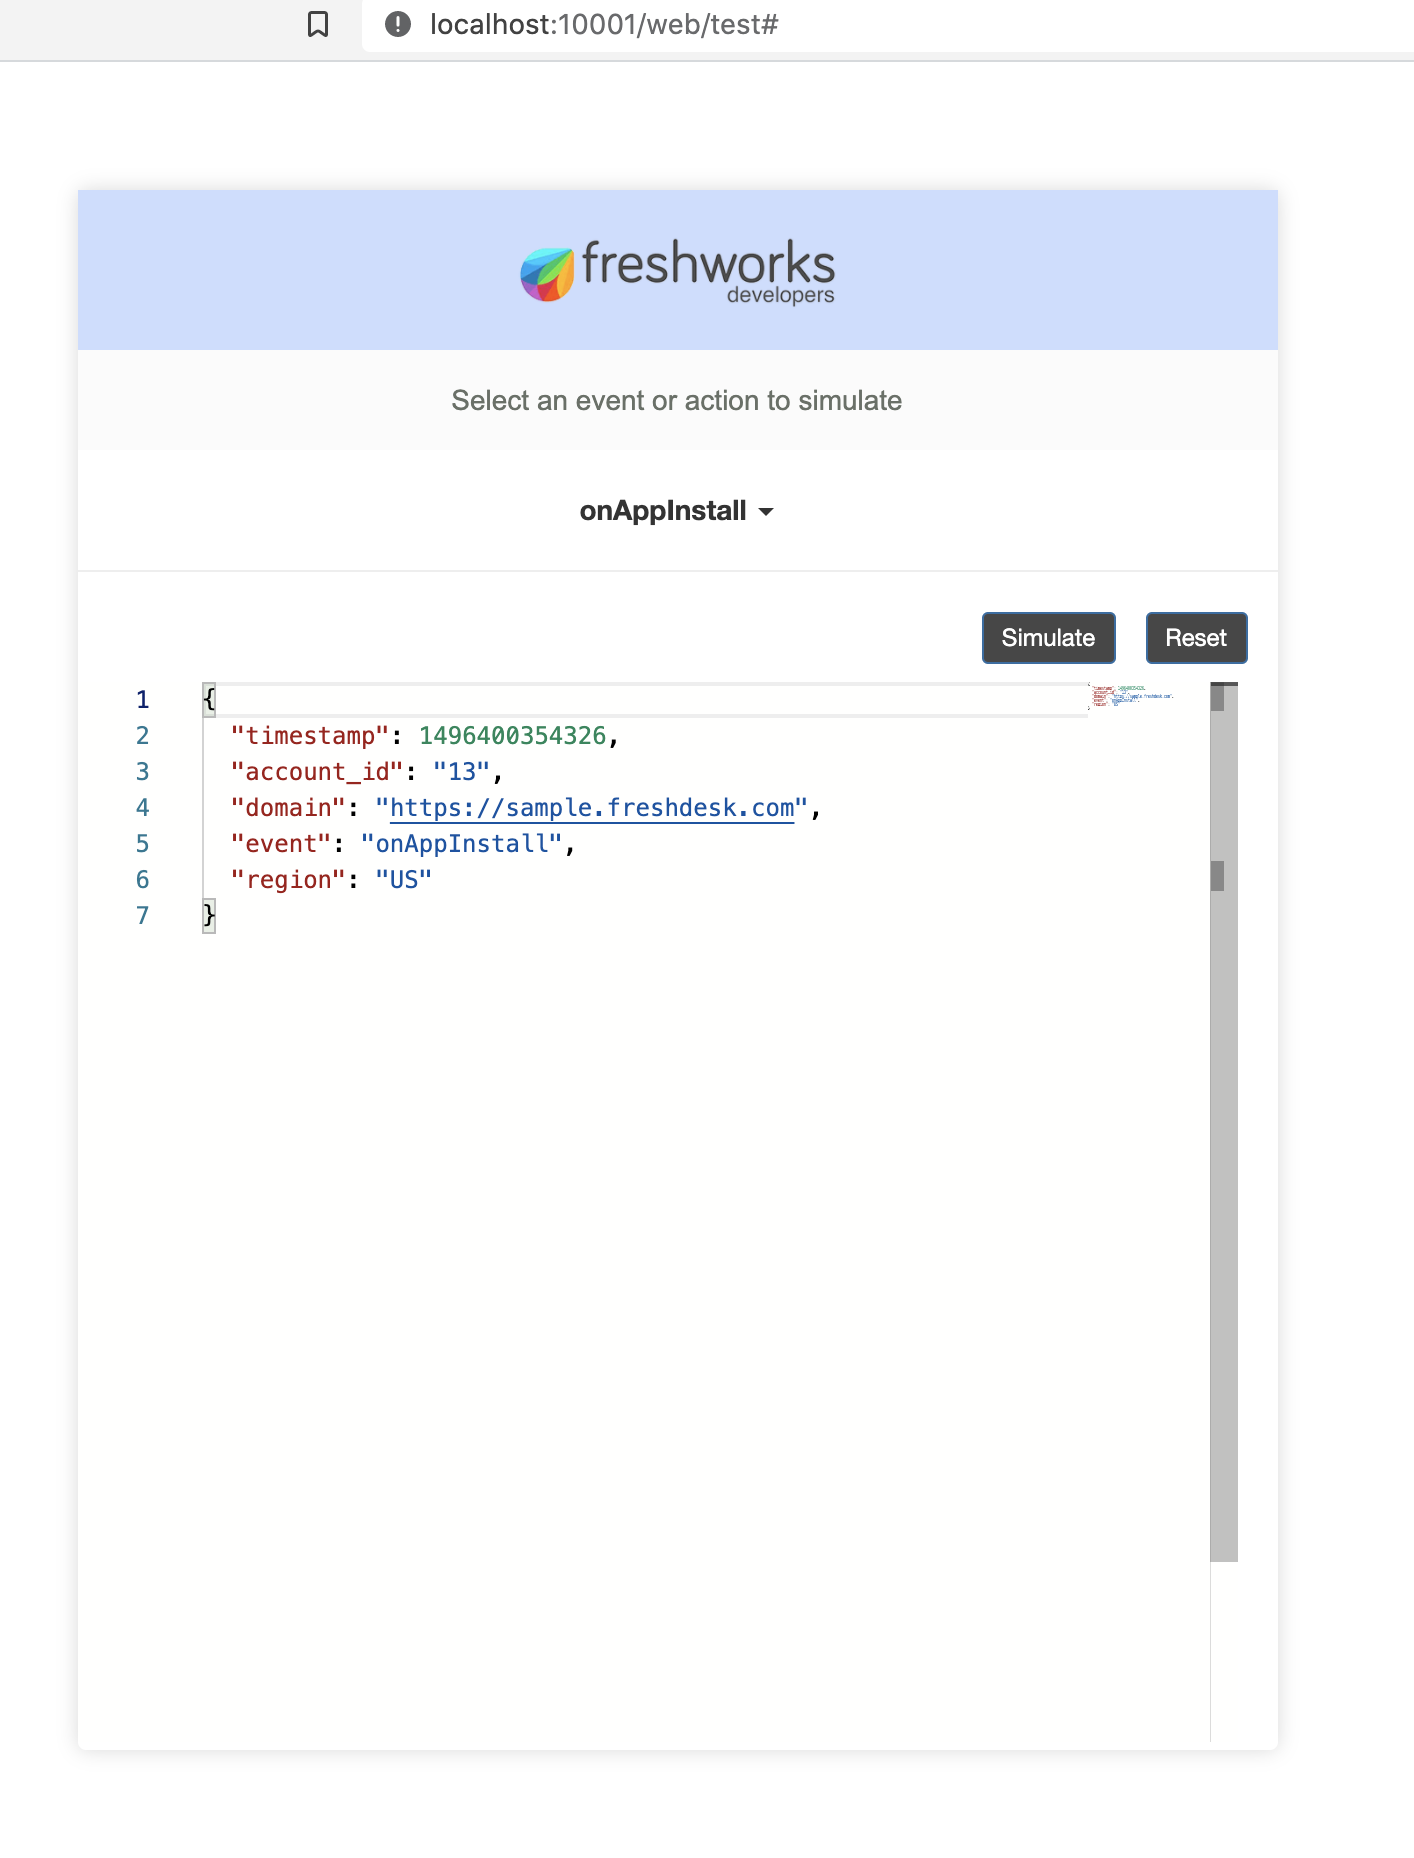 localhost:10001/web/test#
freshworks
developers
Select an event or action to simulate
onAppInstall
Simulate Reset
1 {
2 "timestamp": 1496400354326,
3 "account_id": "13",
4 "domain": "https://sample.freshdesk.com",
5 "event": "onAppInstall",
6 "region": "US"
7 }